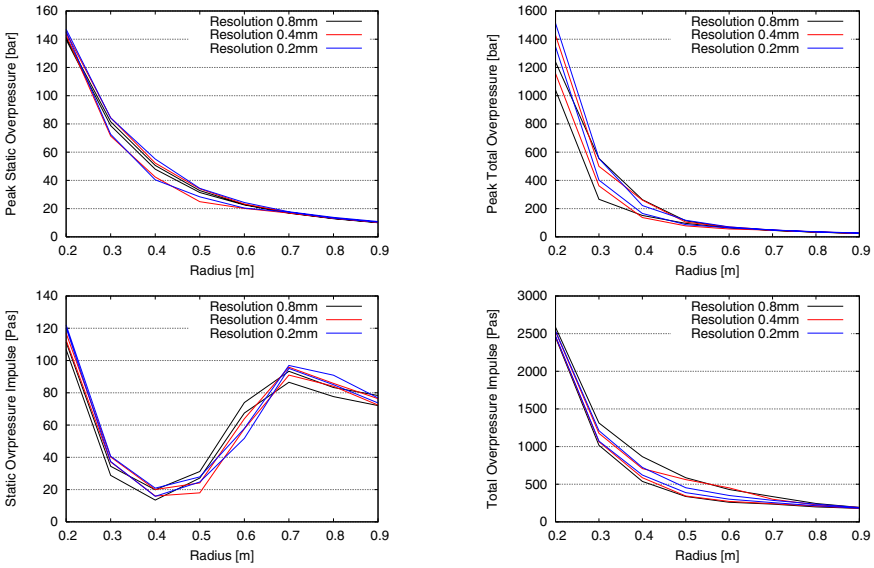 160
140
120
100
80
60
40
20
0
Peak Static Overpressure [bar]
Resolution 0.8mm
Resolution 0.4mm
Resolution 0.2mm
0.2 0.3 0.4 0.5 0.6 0.7 0.8 0.9
Radius [m]
1600
1400
1200
1000
800
600
400
200
0
Peak Total Overpressure [bar]
Resolution 0.8mm
Resolution 0.4mm
Resolution 0.2mm
0.2 0.3 0.4 0.5 0.6 0.7 0.8 0.9
Radius [m]
140
120
100
80
60
40
20
0
Static Ovrpressure Impulse [Pas]
Resolution 0.8mm
Resolution 0.4mm
Resolution 0.2mm
0.2 0.3 0.4 0.5 0.6 0.7 0.8 0.9
Radius [m]
3000
2500
2000
1500
1000
500
0
Total Overpressure Impulse [Pas]
Resolution 0.8mm
Resolution 0.4mm
Resolution 0.2mm
0.2 0.3 0.4 0.5 0.6 0.7 0.8 0.9
Radius [m]